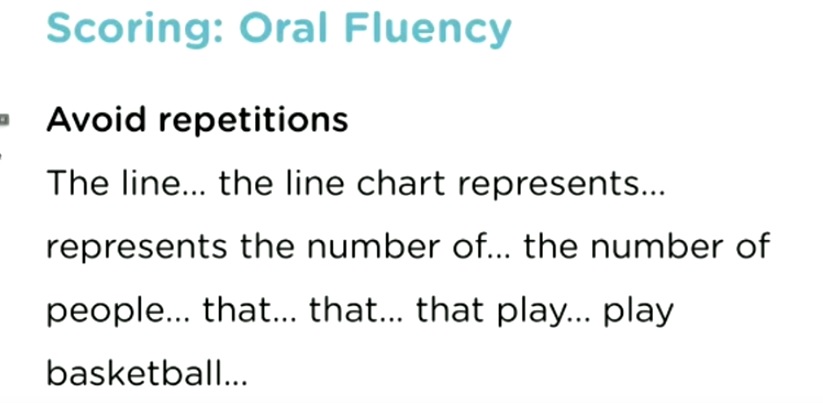 Scoring: Oral Fluency
Avoid repetitions
The line... the line chart represents...
represents the number of... the number of
people... that... that... that play... play
basketball...